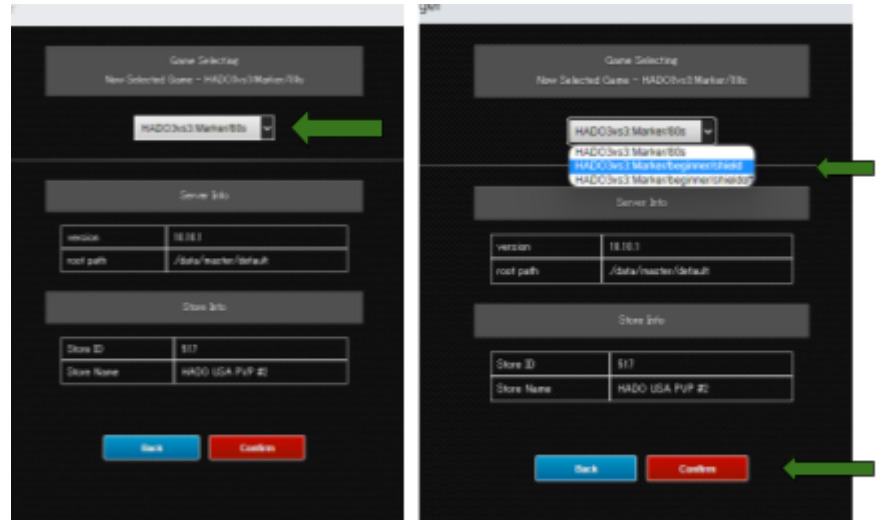 Game Selecting
Now Selected Game - HADO3vs3:Marker/80s
HADO3vs3:Marker/80s
Server Info
version 10.10.1
root path ./data/master/default
Store Info
Store ID 517
Store Name HADO USA PVP #2
Back Confirm
ger
Game Selecting
Now Selected Game - HADO3vs3:Marker/80s
HADO3vs3:Marker/80s
HADO3vs3:Marker/80s
HADO3vs3:Marker/beginner/shield
Server Info
version 10.10.1
root path ./data/master/default
Store Info
Store ID 517
Store Name HADO USA PVP #2
Back Confirm